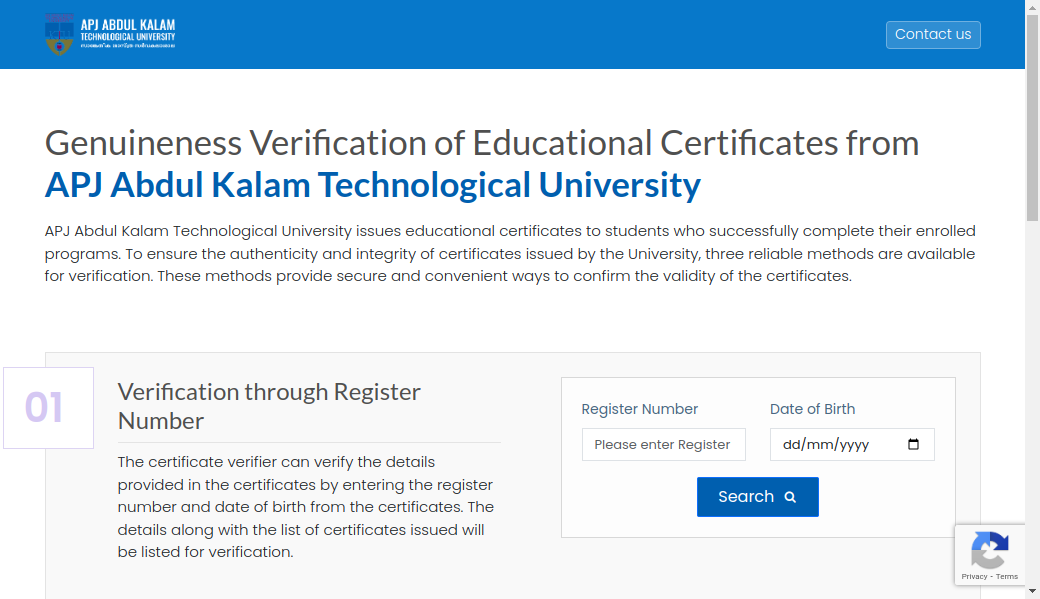 APJ ABDUL KALAM
TECHNOLOGICAL UNIVERSITY
Contact us
Genuineness Verification of Educational Certificates from
APJ Abdul Kalam Technological University
APJ Abdul Kalam Technological University issues educational certificates to students who successfully complete their enrolled
programs. To ensure the authenticity and integrity of certificates issued by the University, three reliable methods are available
for verification. These methods provide secure and convenient ways to confirm the validity of the certificates.
01
Verification through Register
Number
The certificate verifier can verify the details
provided in the certificates by entering the register
number and date of birth from the certificates. The
details along with the list of certificates issued will
be listed for verification.
Register Number
Date of Birth
Please enter Register
dd/mm/yyyy
Search
Privacy - Terms